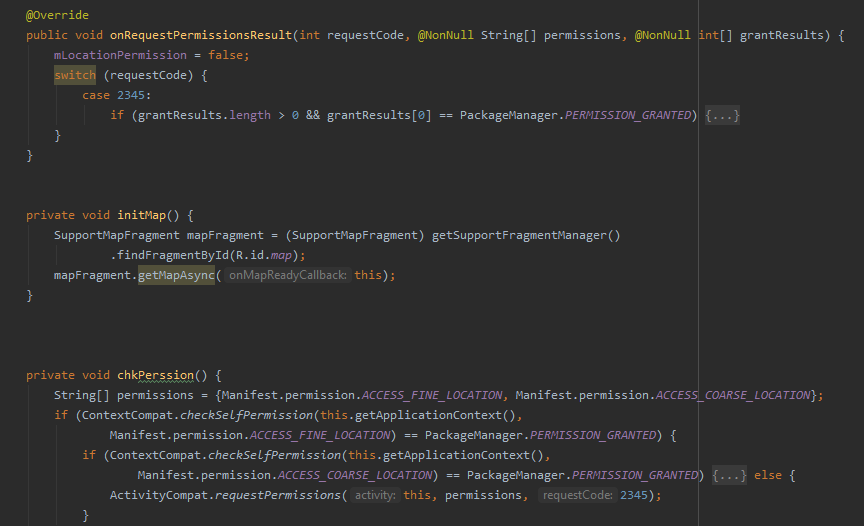 @Override
public void onRequestPermissionsResult(int requestCode, @NonNull String[] permissions, @NonNull int[] grantResults) {
mLocationPermission = false;
switch (requestCode) {
case 2345:
if (grantResults.length > 0 && grantResults[0] == PackageManager.PERMISSION_GRANTED) {...}
}
}
private void initMap() {
SupportMapFragment mapFragment = (SupportMapFragment) getSupportFragmentManager()
.findFragmentById(R.id.map);
mapFragment.getMapAsync( onMapReadyCallback: this);
}
private void chkPerssion() {
String[] permissions = {Manifest.permission.ACCESS_FINE_LOCATION, Manifest.permission.ACCESS_COARSE_LOCATION};
if (ContextCompat.checkSelfPermission(this.getApplicationContext(),
Manifest.permission.ACCESS_FINE_LOCATION) == PackageManager.PERMISSION_GRANTED) {
if (ContextCompat.checkSelfPermission(this.getApplicationContext(),
Manifest.permission.ACCESS_COARSE_LOCATION) == PackageManager.PERMISSION_GRANTED) {...} else {
ActivityCompat.requestPermissions( activity: this, permissions, requestCode: 2345);
}